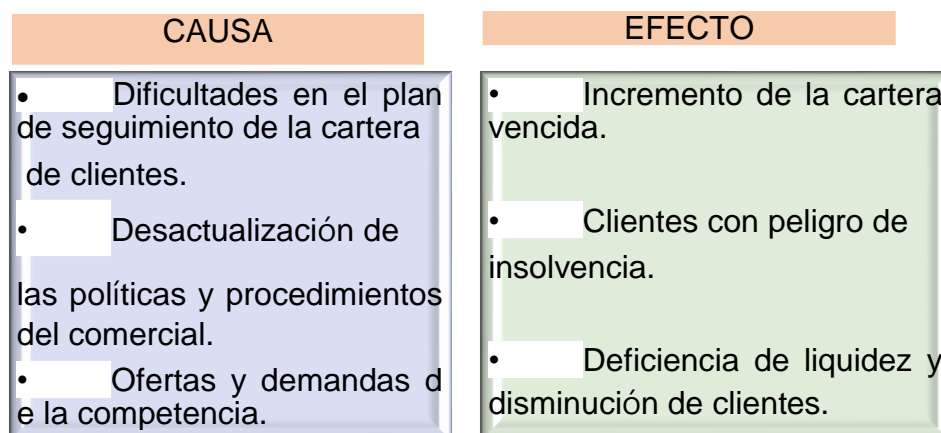 CAUSA
• Dificultades en el plan
de seguimiento de la cartera
de clientes.
• Desactualización de
las políticas y procedimientos
del comercial.
• Ofertas y demandas d
e la competencia.
EFECTO
• Incremento de la cartera
vencida.
• Clientes con peligro de
insolvencia.
• Deficiencia de liquidez y
disminución de clientes.